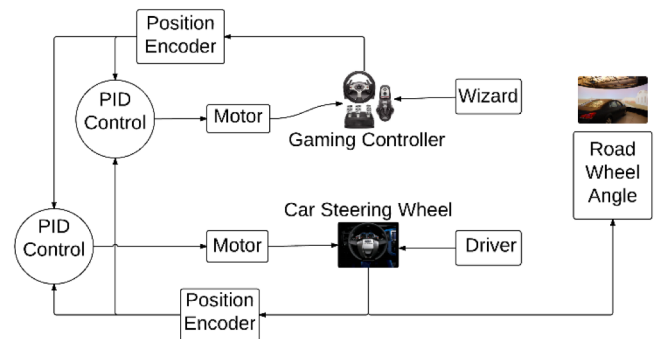 Position
Encoder
PID
Control
Motor
Wizard
Gaming Controller
Road
Wheel
Angle
Car Steering Wheel
PID
Control
Motor
Driver
Position
Encoder